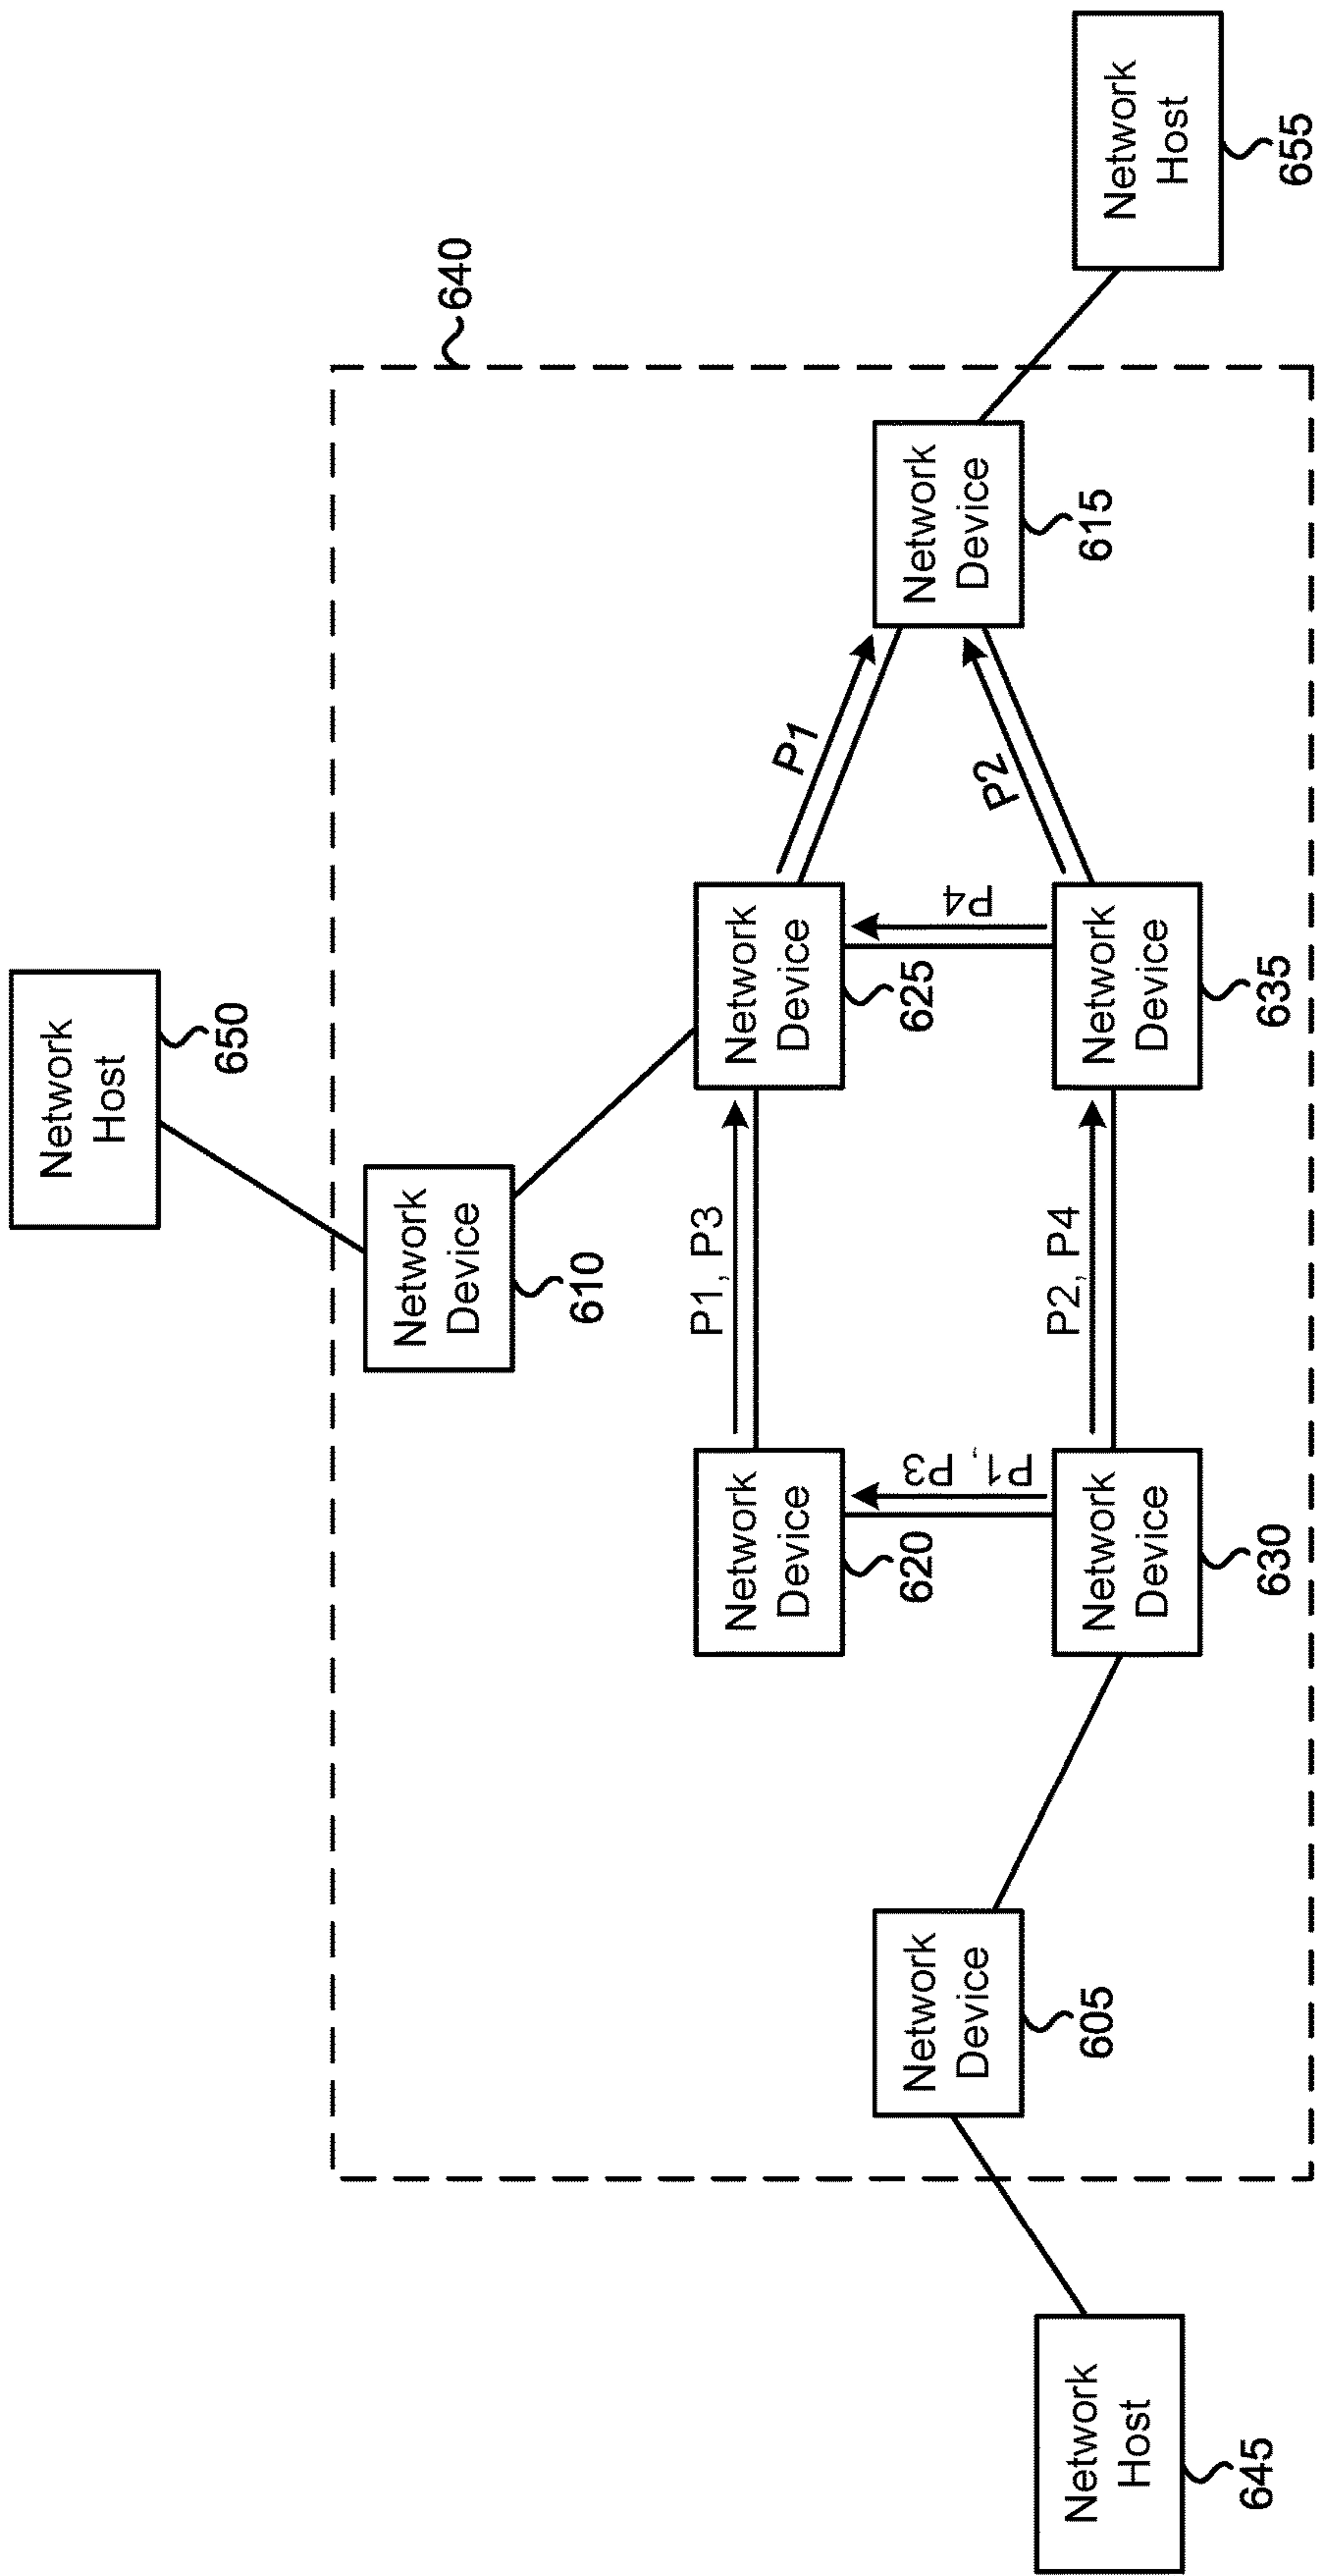 Network
Host
650
640
Network
Device
610
P1, P3
Network
Device
620
Network
Device
625
P1
P1, P3
P4
Network
Device
605
Network
Device
615
P2
P2, P4
Network
Device
630
Network
Device
635
Network
Host
645
Network
Host
655